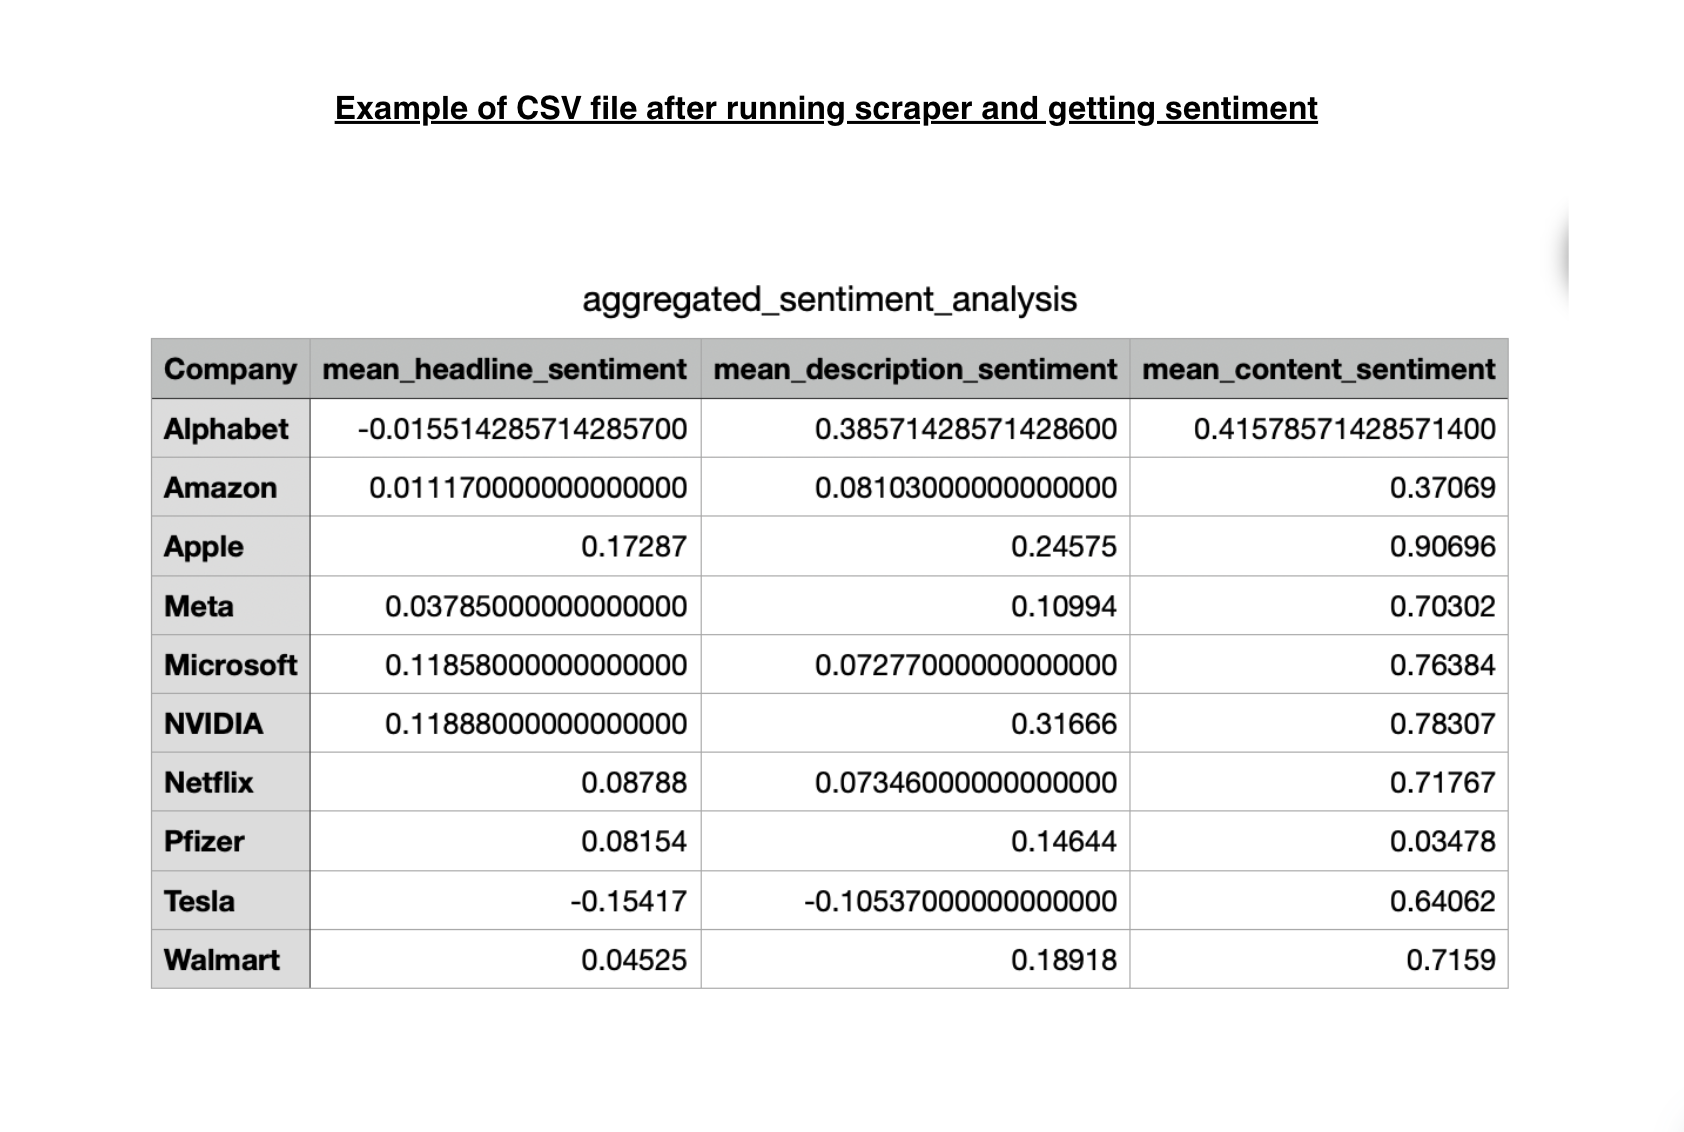 Example of CSV file after running scraper and getting sentiment
aggregated_sentiment_analysis
Company mean_headline_sentiment mean_description_sentiment mean_content_sentiment
Alphabet -0.015514285714285700 0.38571428571428600 0.41578571428571400
Amazon 0.011170000000000000 0.08103000000000000 0.37069
Apple 0.17287 0.24575 0.90696
Meta 0.03785000000000000 0.10994 0.70302
Microsoft 0.11858000000000000 0.07277000000000000 0.76384
NVIDIA 0.11888000000000000 0.31666 0.78307
Netflix 0.08788 0.07346000000000000 0.71767
Pfizer 0.08154 0.14644 0.03478
Tesla -0.15417 -0.10537000000000000 0.64062
Walmart 0.04525 0.18918 0.7159